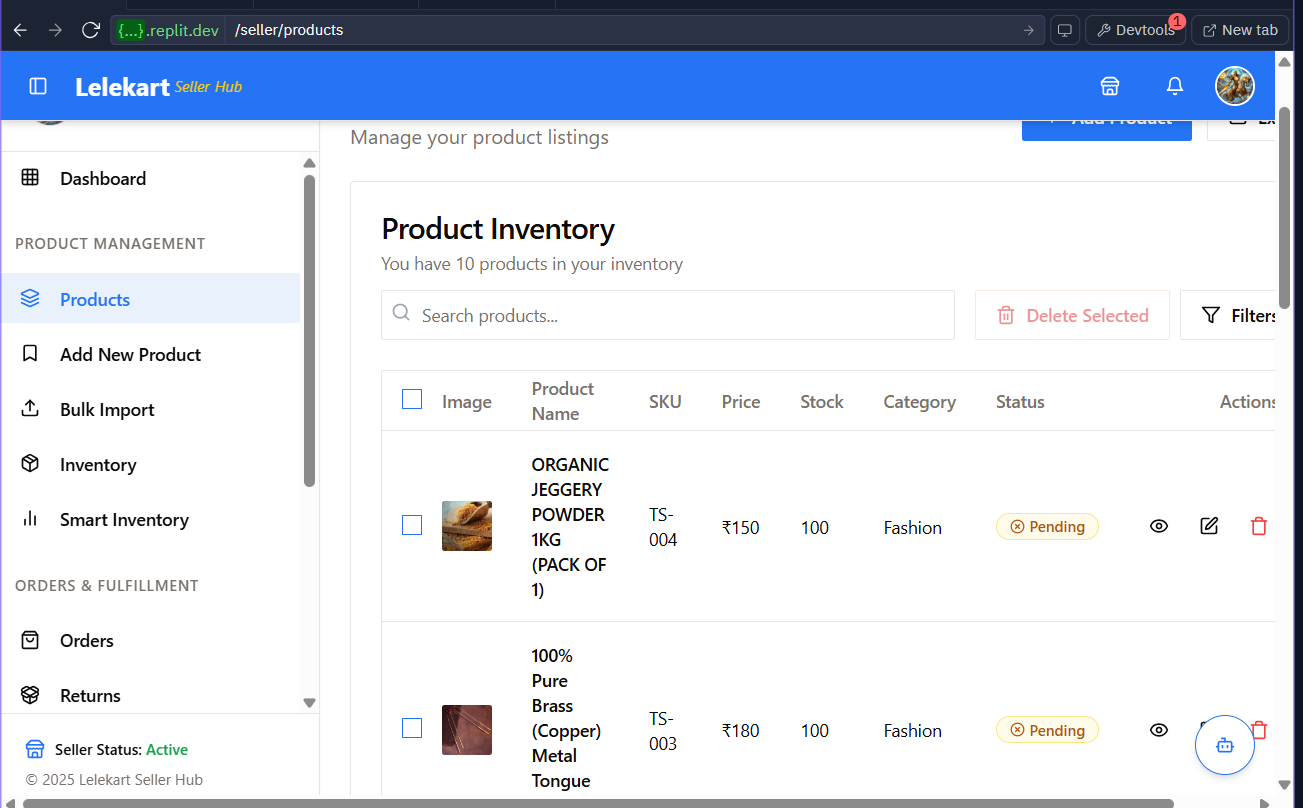 {...}.replit.dev /seller/products
Devtools 1
New tab
Lelekart Seller Hub
Add Product
Manage your product listings
Dashboard
PRODUCT MANAGEMENT
Products
Add New Product
Bulk Import
Inventory
Smart Inventory
ORDERS & FULFILLMENT
Orders
Returns
Seller Status: Active
© 2025 Lelekart Seller Hub
Product Inventory
You have 10 products in your inventory
Search products...
Delete Selected
Filters
Image
Product
Name
SKU
Price
Stock
Category
Status
Actions
ORGANIC
JEGGERY
POWDER
1KG
(PACK OF
1)
TS-
004
₹150
100
Fashion
Pending
100%
Pure
Brass
(Copper)
Metal
Tongue
TS-
003
₹180
100
Fashion
Pending